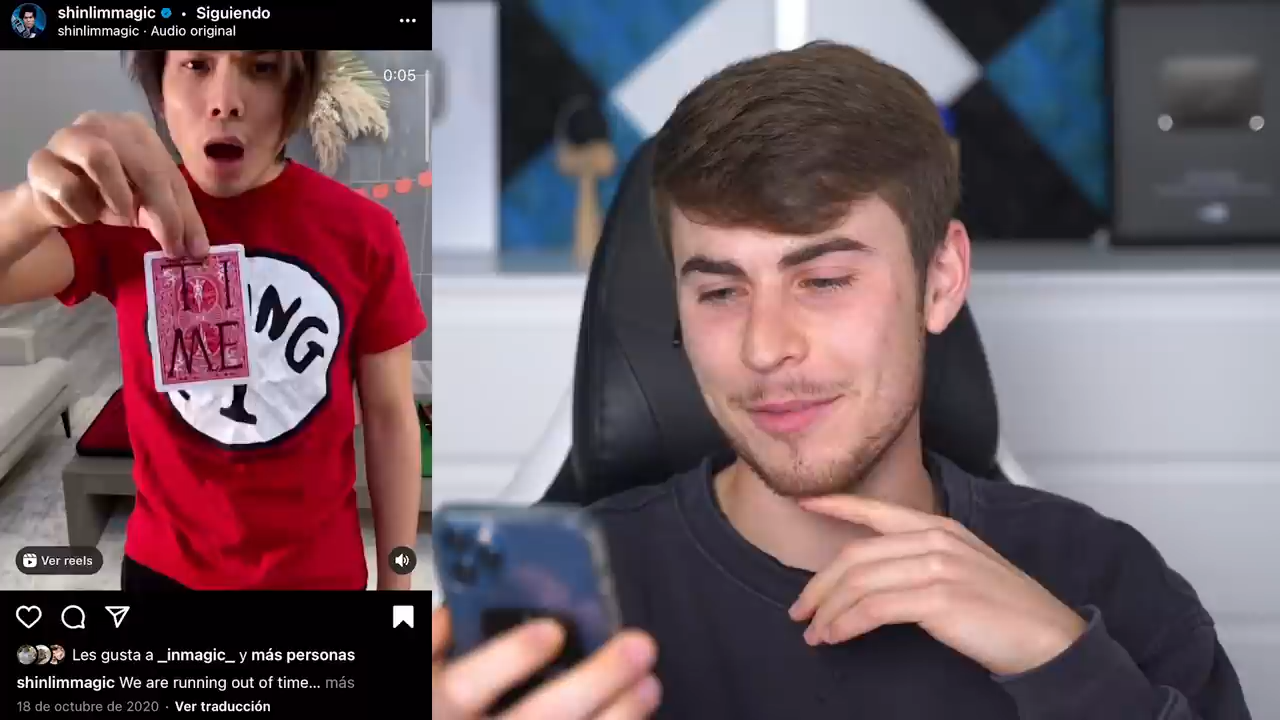 shinlimmagic • Siguiendo
shinlimmagic · Audio original
0:05
TI
ME
NG
1
Ver reels
Les gusta a _inmagic_ y más personas
shinlimmagic We are running out of time... más
18 de octubre de 2020 · Ver traducción